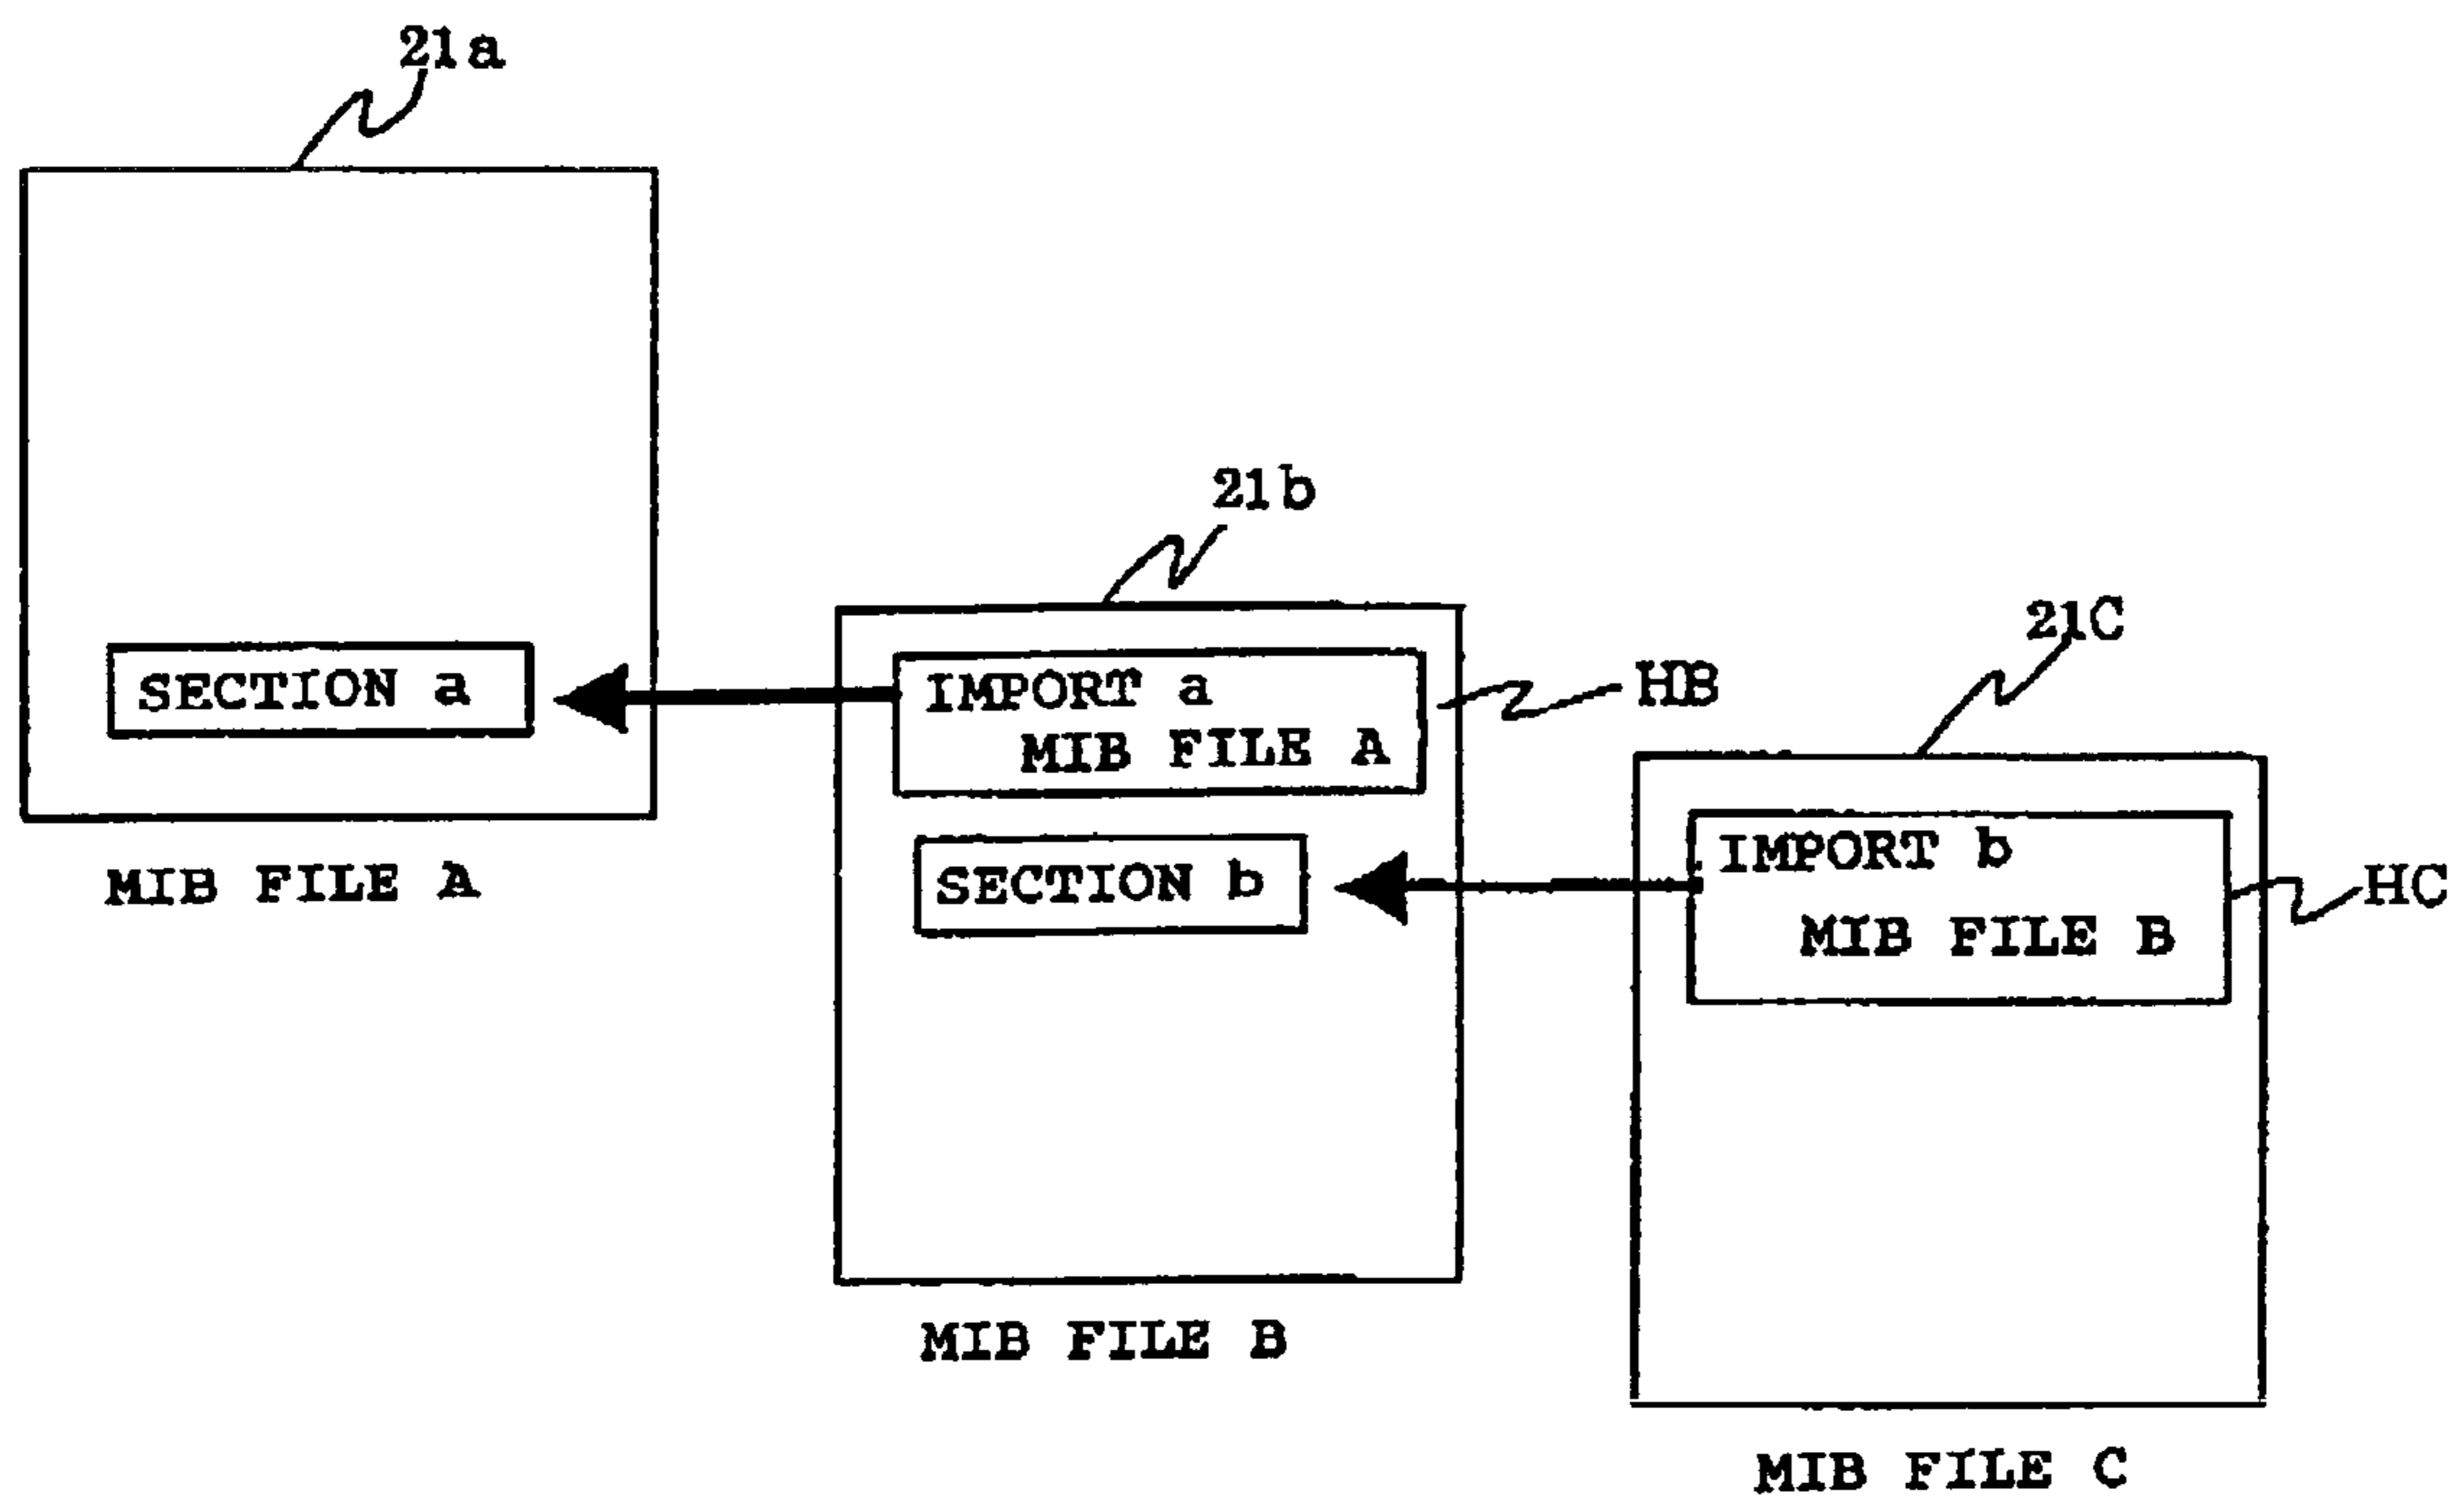 21a
SECTION a
MIB FILE A
21b
IMPORT a
MIB FILE A
HB
SECTION b
MIB FILE B
21C
IMPORT b
MIB FILE B
HC
MIB FILE C